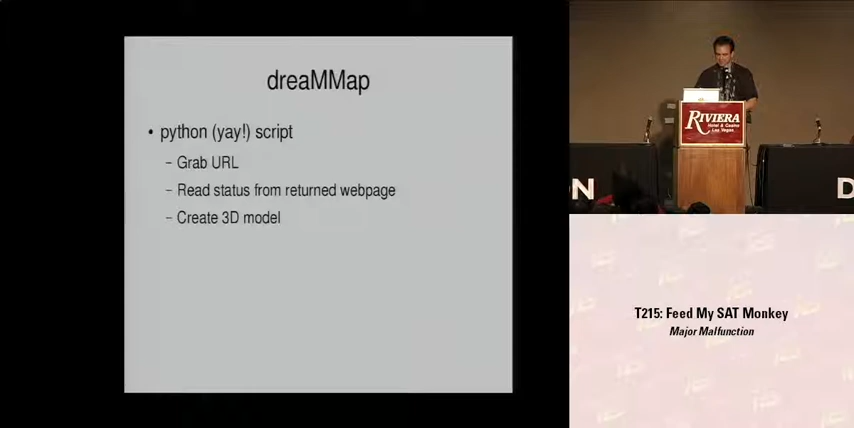 dreaMMap
• python (yay!) script
– Grab URL
– Read status from returned webpage
– Create 3D model
RIVIERA
Hotel & Casino
Las Vegas
N
D
T215: Feed My SAT Monkey
Major Malfunction